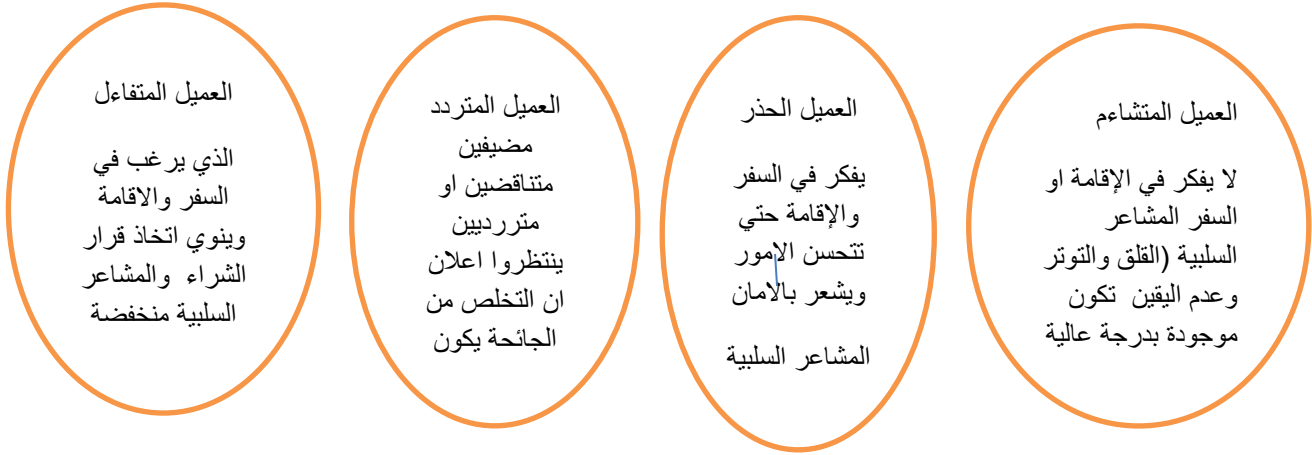 العميل المتشاءم
لا يفكر في الإقامة او
السفر المشاعر
السلبية (القلق والتوتر
وعدم اليقين تكون
موجودة بدرجة عالية
العميل الحذر
يفكر في السفر
والإقامة حتي
تتحسن الامور
ويشعر بالامان
المشاعر السلبية
العميل المتردد
مضيفين
متناقضين او
مترردیین
ينتظروا اعلان
ان التخلص من
الجائحة يكون
العميل المتفاءل
الذي يرغب في
السفر والاقامة
وينوي اتخاذ قرار
الشراء والمشاعر
السلبية منخفضة